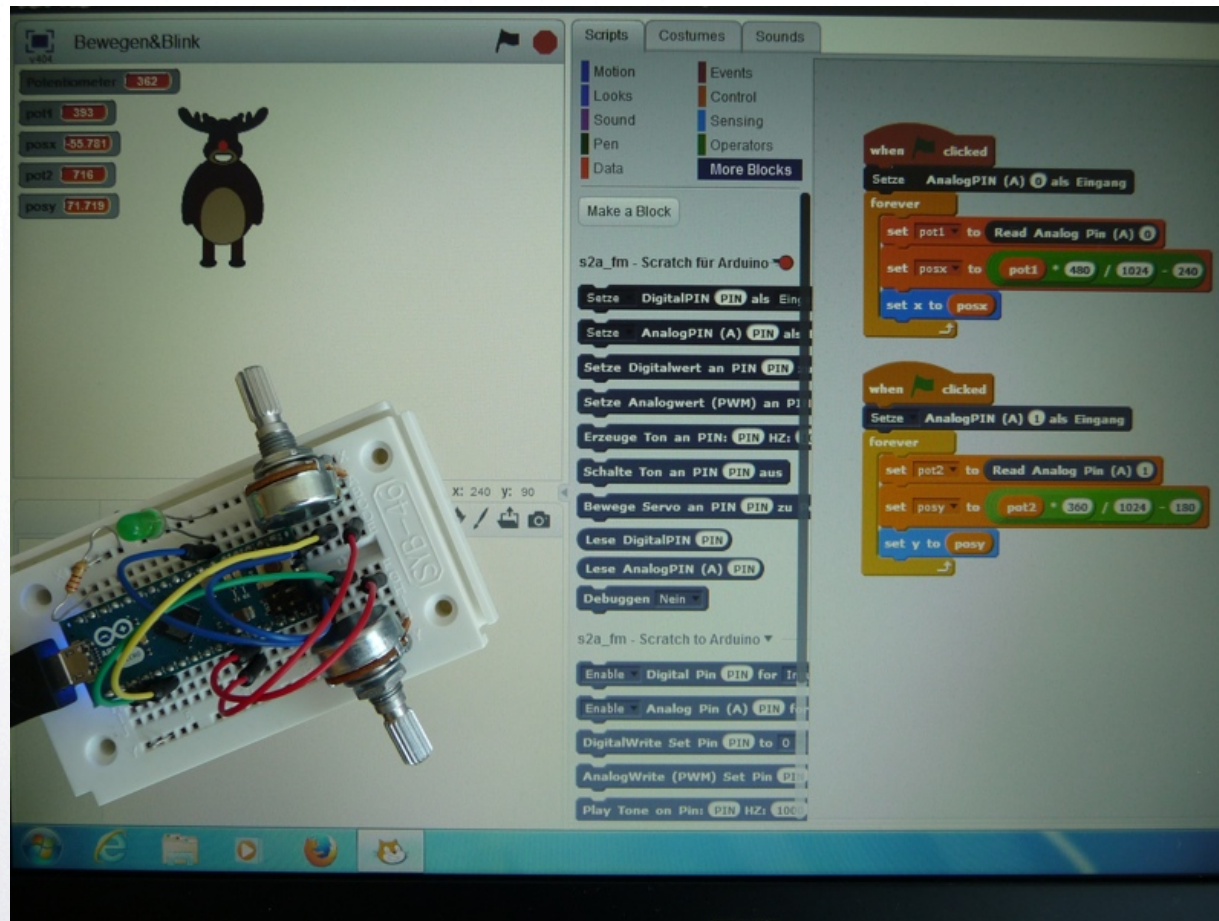 Bewegen&Blink
v404
Potentiometer 362
pot1 393
posx -55.781
pot2 716
posy 71.719
x: 240 y: 90
Scripts Costumes Sounds
Motion Events
Looks Control
Sound Sensing
Pen Operators
Data More Blocks
Make a Block
s2a_fm - Scratch für Arduino
Setze DigitalPIN PIN als Ein
Setze AnalogPIN (A) PIN als
Setze Digitalwert an PIN PIN
Setze Analogwert (PWM) an P
Erzeuge Ton an PIN: PIN HZ:
Schalte Ton an PIN PIN aus
Bewege Servo an PIN PIN zu
Lese DigitalPIN PIN
Lese AnalogPIN (A) PIN
Debuggen Nein
s2a_fm - Scratch to Arduino
Enable Digital Pin PIN for In
Enable Analog Pin (A) PIN for
DigitalWrite Set Pin PIN to 0
AnalogWrite (PWM) Set Pin PIN
Play Tone on Pin: PIN HZ: 1000
when clicked
Setze AnalogPIN (A) 0 als Eingang
forever
set pot1 to Read Analog Pin (A) 0
set posx to pot1 * 480 / 1024 - 240
set x to posx
when clicked
Setze AnalogPIN (A) 1 als Eingang
forever
set pot2 to Read Analog Pin (A) 1
set posy to pot2 * 360 / 1024 - 180
set y to posy
SYB-46